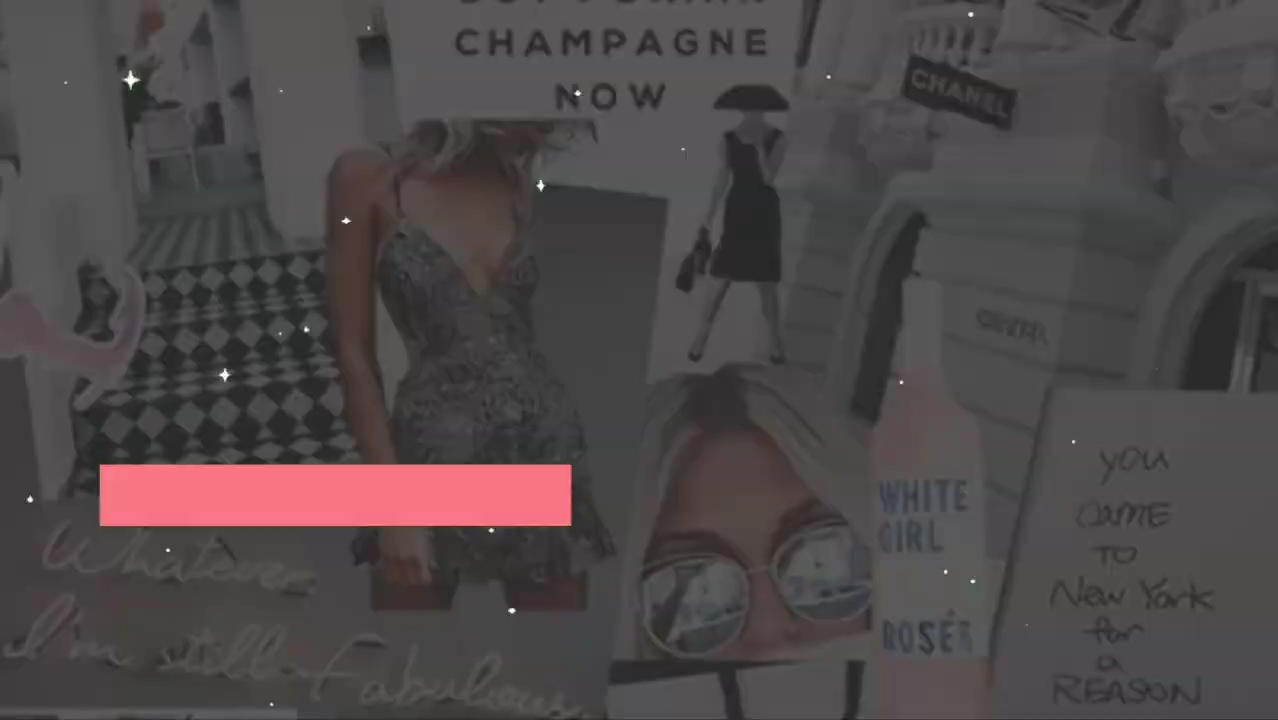 CHAMPAGNE
NOW
CHANEL
WHITE
GIRL
ROSÉ
Whatever
I'm still Fabulous
you
CAME
TO
New York
for
a
REASON